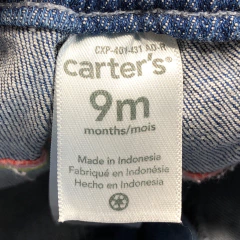 carter's®
9m
months/mois
Made in Indonesia
Fabriqué en Indonésie
Hecho en Indonesia